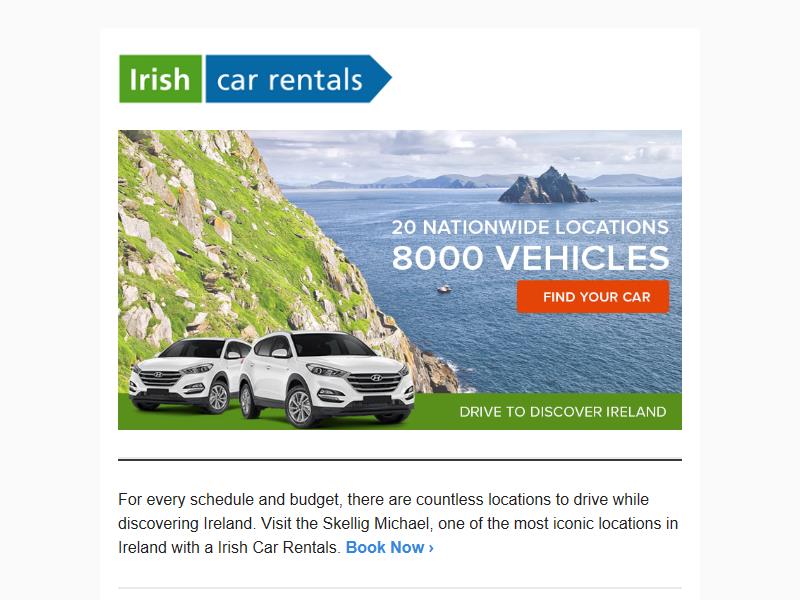 Irish car rentals
20 NATIONWIDE LOCATIONS
8000 VEHICLES
FIND YOUR CAR
DRIVE TO DISCOVER IRELAND
For every schedule and budget, there are countless locations to drive while
discovering Ireland. Visit the Skellig Michael, one of the most iconic locations in
Ireland with a Irish Car Rentals. Book Now ›